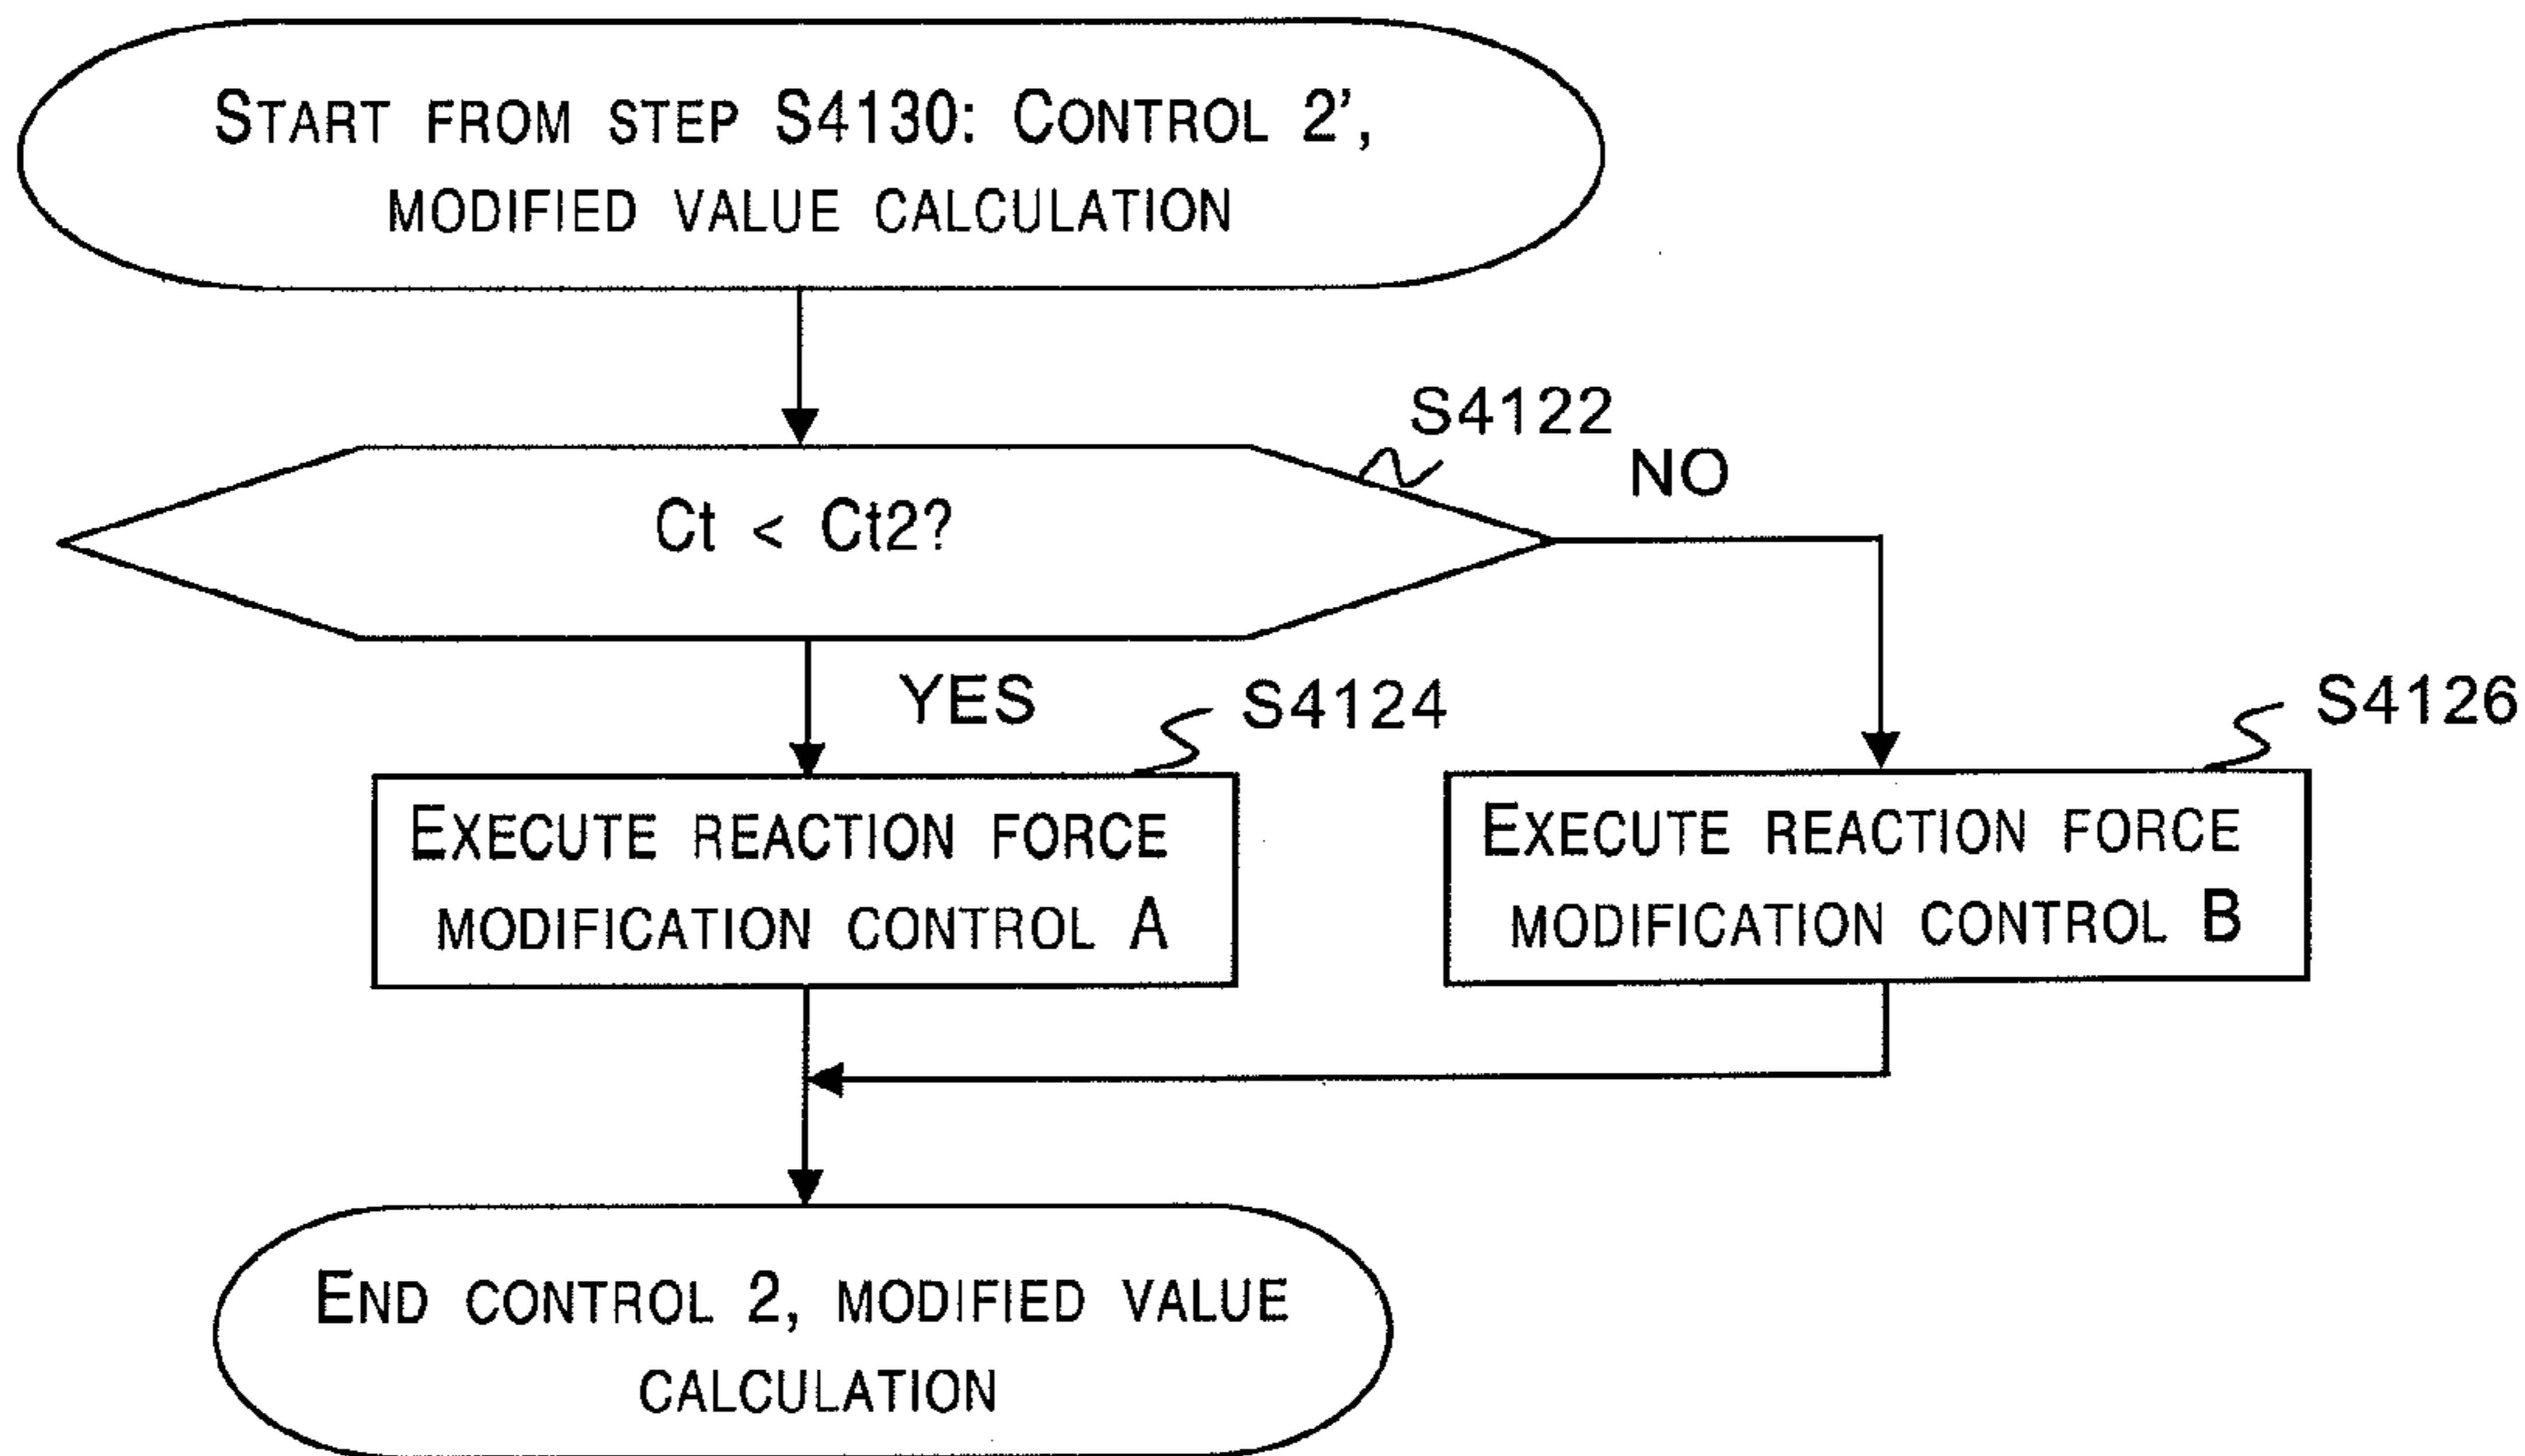 START FROM STEP S4130: CONTROL 2',
MODIFIED VALUE CALCULATION
S4122
NO
Ct < Ct2?
YES
S4124
S4126
EXECUTE REACTION FORCE
MODIFICATION CONTROL A
EXECUTE REACTION FORCE
MODIFICATION CONTROL B
END CONTROL 2, MODIFIED VALUE
CALCULATION